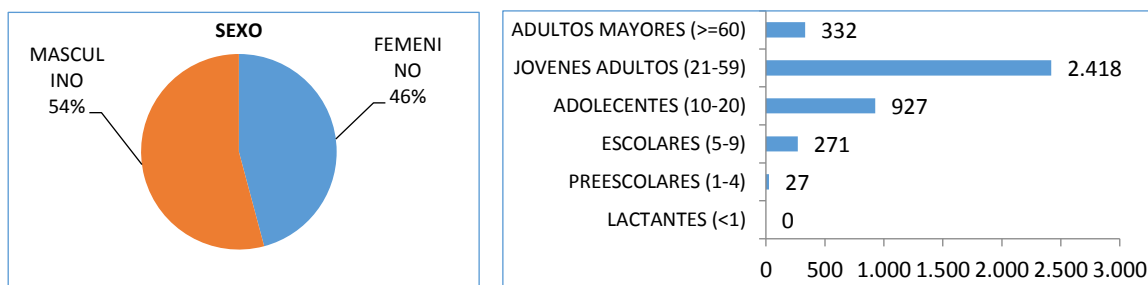 SEXO
MASCUL
INO
54%
FEMENI
NO
46%
ADULTOS MAYORES (>=60) 332
JOVENES ADULTOS (21-59) 2.418
ADOLECENTES (10-20) 927
ESCOLARES (5-9) 271
PREESCOLARES (1-4) 27
LACTANTES (<1) 0
0 500 1.000 1.500 2.000 2.500 3.000